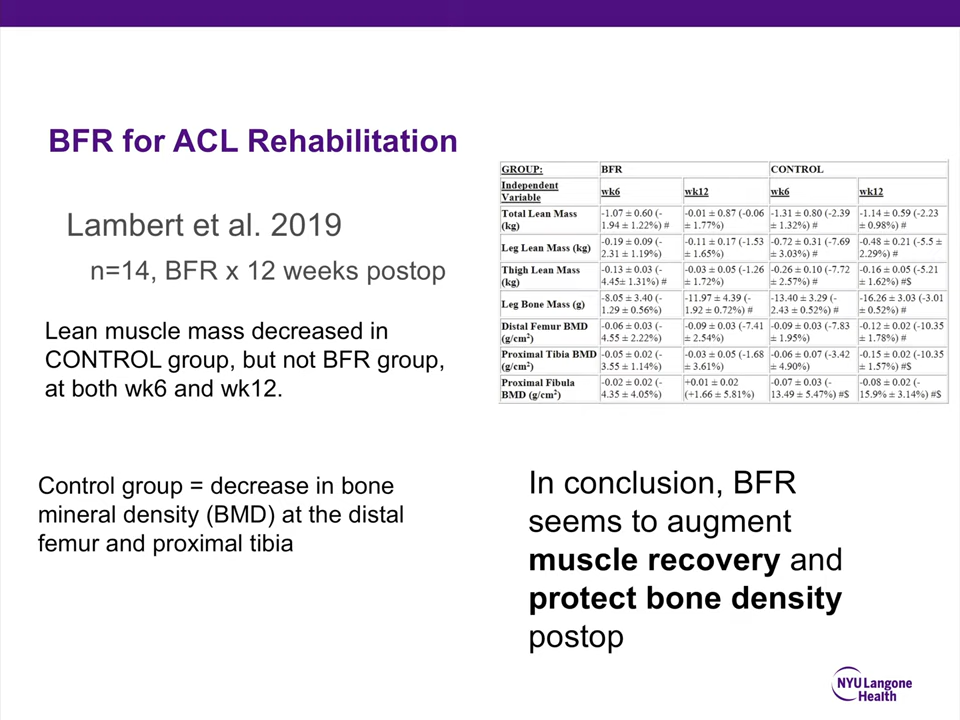 BFR for ACL Rehabilitation
Lambert et al. 2019
n=14, BFR x 12 weeks postop
Lean muscle mass decreased in
CONTROL group, but not BFR group,
at both wk6 and wk12.
Control group = decrease in bone
mineral density (BMD) at the distal
femur and proximal tibia
GROUP: BFR CONTROL
Independent
Variable wk6 wk12 wk6 wk12
Total Lean Mass -1.07 ± 0.60 (- -0.01 ± 0.87 (-0.06 -1.31 ± 0.80 (-2.39 -1.14 ± 0.59 (-2.23
(kg) 1.94 ± 1.22%) # ± 1.77%) ± 1.32%) # ± 0.98%) #
Leg Lean Mass (kg) -0.19 ± 0.09 (- -0.11 ± 0.17 (-1.53 -0.72 ± 0.31 (-7.69 -0.48 ± 0.21 (-5.5 ±
2.31 ± 1.19%) ± 1.65%) ± 3.03%) # 2.29%) #
Thigh Lean Mass -0.13 ± 0.03 (- -0.03 ± 0.05 (-1.26 -0.26 ± 0.10 (-7.72 -0.16 ± 0.05 (-5.21
(kg) 4.45± 1.31%) # ± 1.72%) ± 2.57%) # ± 1.62%) #$
Leg Bone Mass (g) -8.05 ± 3.40 (- -11.97 ± 4.39 (- -13.40 ± 3.29 (- -16.26 ± 3.03 (-3.01
1.29 ± 0.56%) 1.92 ± 0.72%) # 2.43 ± 0.52%) # ± 0.52%) #
Distal Femur BMD -0.06 ± 0.03 (- -0.09 ± 0.03 (-7.41 -0.09 ± 0.03 (-7.83 -0.12 ± 0.02 (-10.35
(g/cm²) 4.55 ± 2.22%) ± 2.54%) ± 1.95%) ± 1.78%) #
Proximal Tibia BMD -0.05 ± 0.02 (- -0.03 ± 0.05 (-1.68 -0.06 ± 0.07 (-3.42 -0.15 ± 0.02 (-10.35
(g/cm²) 3.55 ± 1.14%) ± 3.61%) ± 4.90%) ± 1.57%) #$
Proximal Fibula -0.02 ± 0.02 (- +0.01 ± 0.02 -0.07 ± 0.03 (- -0.08 ± 0.02 (-
BMD (g/cm²) 4.35 ± 4.05%) (+1.66 ± 5.81%) 13.49 ± 5.47%) #$ 15.9% ± 3.14%) #$
In conclusion, BFR
seems to augment
muscle recovery and
protect bone density
postop
NYU Langone
Health